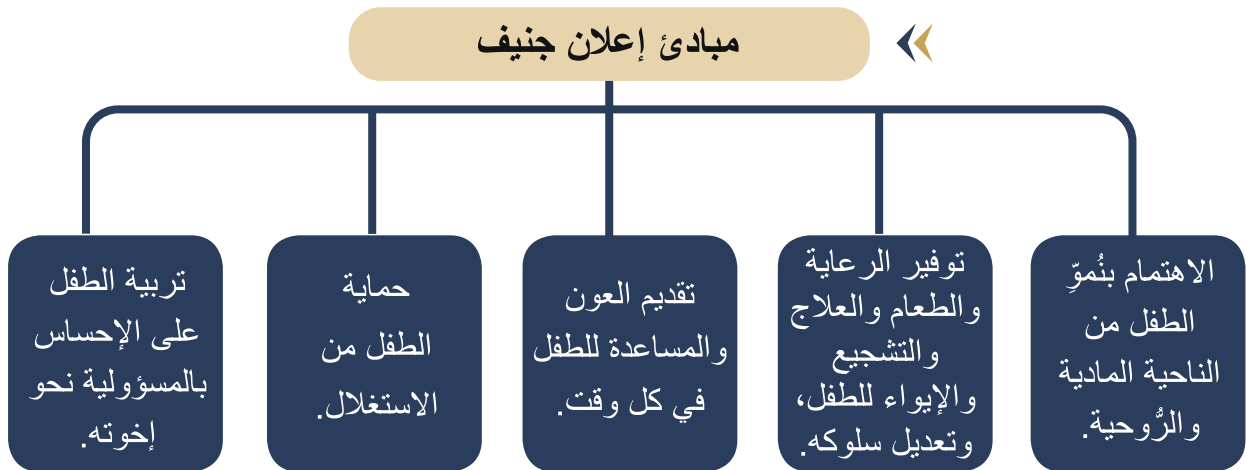 مبادئ إعلان جنيف
الاهتمام بنُموِّ
الطفل من
الناحية المادية
والرُّوحية.
توفير الرعاية
والطعام والعلاج
والتشجيع
والإيواء للطفل،
وتعديل سلوكه.
تقديم العون
والمساعدة للطفل
في كل وقت.
حماية
الطفل من
الاستغلال.
تربية الطفل
على الإحساس
بالمسؤولية نحو
إخوته.